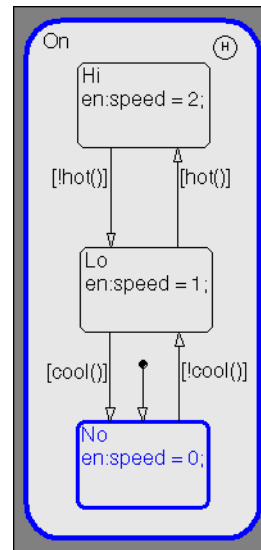 On
H
Hi
en:speed = 2;
[!hot()]
[hot()]
Lo
en:speed = 1;
[cool()]
[!cool()]
No
en:speed = 0;